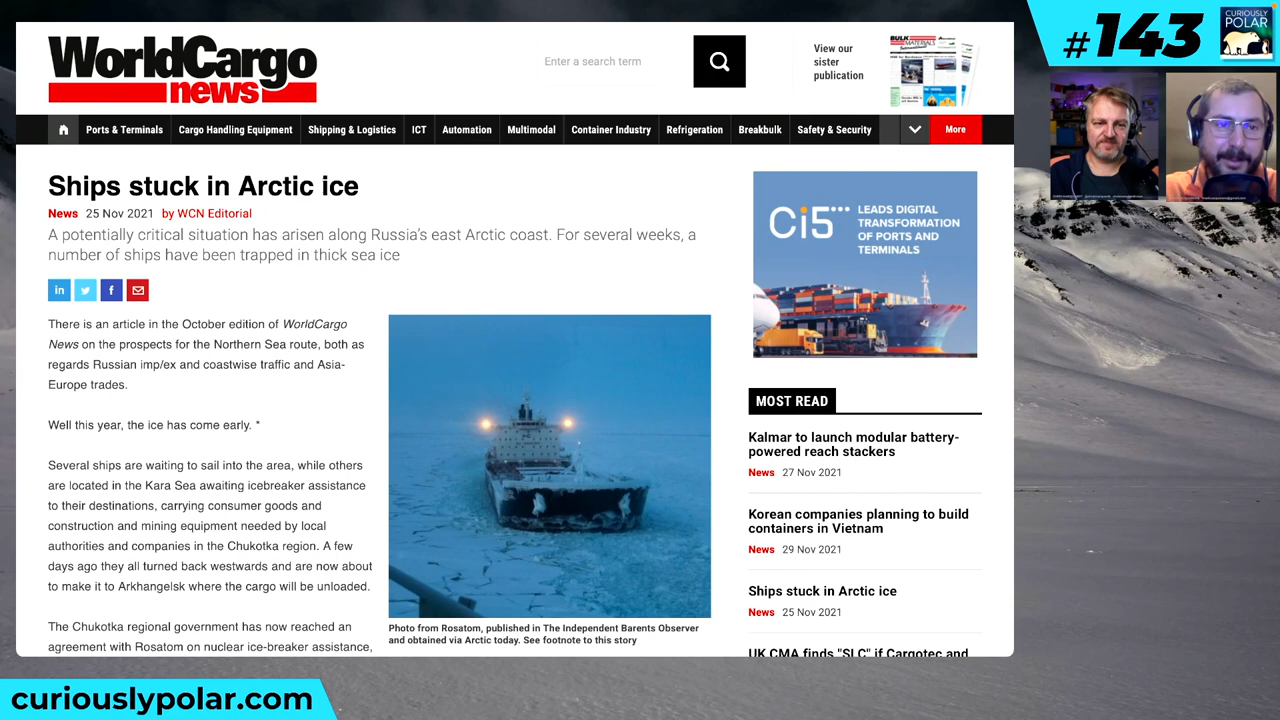 #143
CURIOUSLY
POLAR
WorldCargo
news
Enter a search term
View our
sister
publication
Ports & Terminals
Cargo Handling Equipment
Shipping & Logistics
ICT
Automation
Multimodal
Container Industry
Refrigeration
Breakbulk
Safety & Security
More
Ships stuck in Arctic ice
News 25 Nov 2021 by WCN Editorial
A potentially critical situation has arisen along Russia's east Arctic coast. For several weeks, a
number of ships have been trapped in thick sea ice
in
f
There is an article in the October edition of WorldCargo
News on the prospects for the Northern Sea route, both as
regards Russian imp/ex and coastwise traffic and Asia-
Europe trades.
Well this year, the ice has come early. *
Several ships are waiting to sail into the area, while others
are located in the Kara Sea awaiting icebreaker assistance
to their destinations, carrying consumer goods and
construction and mining equipment needed by local
authorities and companies in the Chukotka region. A few
days ago they all turned back westwards and are now about
to make it to Arkhangelsk where the cargo will be unloaded.
The Chukotka regional government has now reached an
agreement with Rosatom on nuclear ice-breaker assistance,
Photo from Rosatom, published in The Independent Barents Observer
and obtained via Arctic today. See footnote to this story
Ci5
LEADS DIGITAL
TRANSFORMATION
OF PORTS AND
TERMINALS
MOST READ
Kalmar to launch modular battery-
powered reach stackers
News 27 Nov 2021
Korean companies planning to build
containers in Vietnam
News 29 Nov 2021
Ships stuck in Arctic ice
News 25 Nov 2021
UK CMA finds "SLC" if Cargotec and
curiouslypolar.com